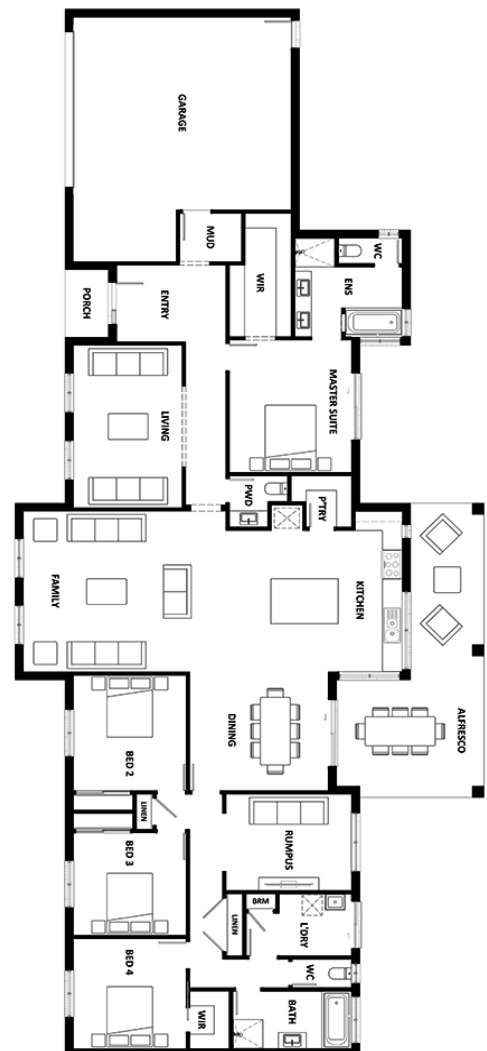 GARAGE
MUD
WC
WIR
ENS
PORCH
ENTRY
MASTER SUITE
LIVING
PWD
P'TRY
FAMILY
KITCHEN
DINING
ALFRESCO
BED 2
LINEN
RUMPUS
BED 3
BRM
LINEN
L'DRY
BED 4
WC
WIR
BATH